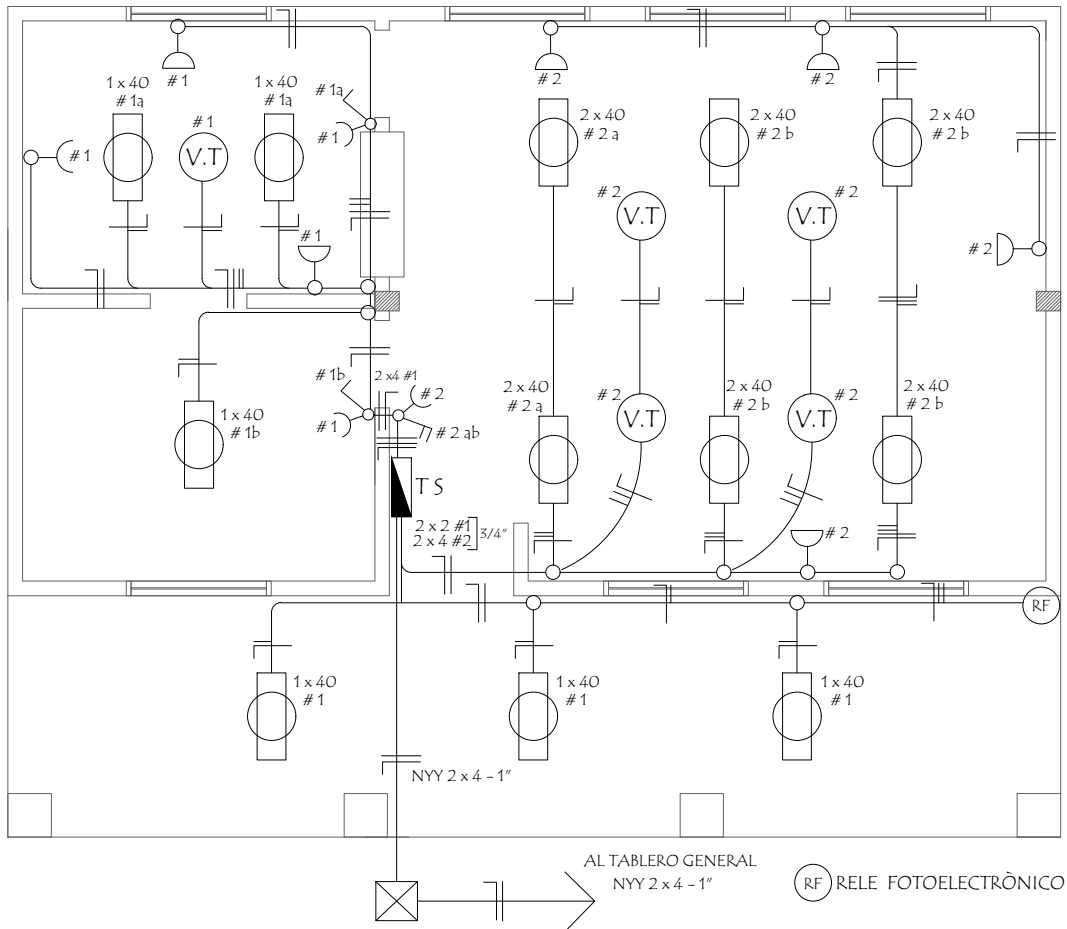 # 1
1 x 40
# 1a
1 x 40
# 1a
# 1a
# 1
# 1
V.T
# 1
# 1
# 1
# 2
# 2
2 x 40
# 2 a
2 x 40
# 2 b
2 x 40
# 2 b
# 2
V.T
# 2
V.T
# 2
1 x 40
# 1b
# 1b
2 x4 #1
# 2
# 1
# 2 ab
2 x 40
# 2 a
# 2
V.T
2 x 40
# 2 b
# 2
V.T
2 x 40
# 2 b
T S
2 x 2 #1
2 x 4 #2
3/4"
# 2
RF
1 x 40
# 1
1 x 40
# 1
1 x 40
# 1
NYY 2 x 4 - 1"
AL TABLERO GENERAL
NYY 2 x 4 - 1"
RF RELE FOTOELECTRÒNICO